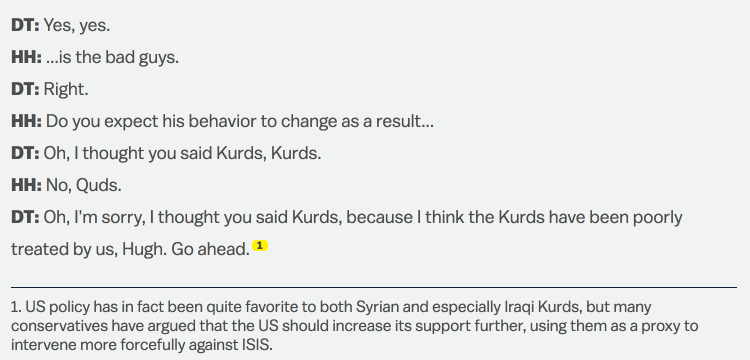 DT: Yes, yes.
HH: ...is the bad guys.
DT: Right.
HH: Do you expect his behavior to change as a result...
DT: Oh, I thought you said Kurds, Kurds.
HH: No, Quds.
DT: Oh, I'm sorry, I thought you said Kurds, because I think the Kurds have been poorly
treated by us, Hugh. Go ahead. 1
1. US policy has in fact been quite favorite to both Syrian and especially Iraqi Kurds, but many
conservatives have argued that the US should increase its support further, using them as a proxy to
intervene more forcefully against ISIS.